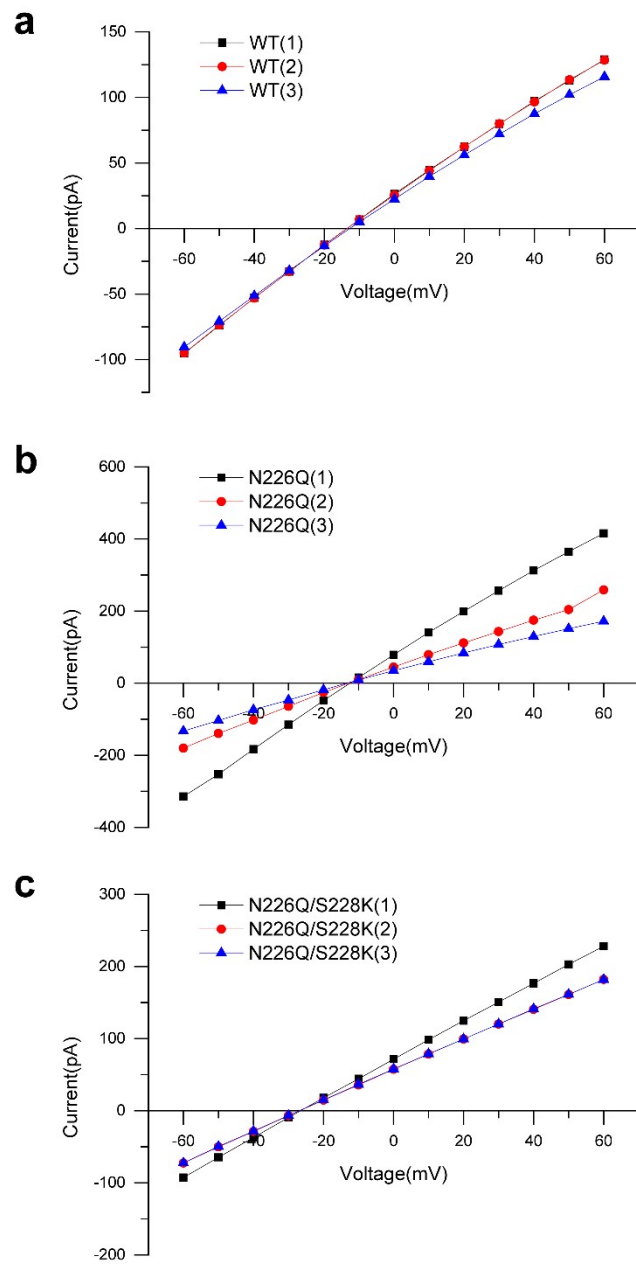 a
150
WT(1)
WT(2)
WT(3)
100
50
0
-50
-100
-60 -40 -20 0 20 40 60
Current(pA)
Voltage(mV)
b
600
N226Q(1)
N226Q(2)
N226Q(3)
400
200
0
-200
-400
-60 -40 -20 0 20 40 60
Current(pA)
Voltage(mV)
c
300
N226Q/S228K(1)
N226Q/S228K(2)
N226Q/S228K(3)
200
100
0
-100
-200
-60 -40 -20 0 20 40 60
Current(pA)
Voltage(mV)